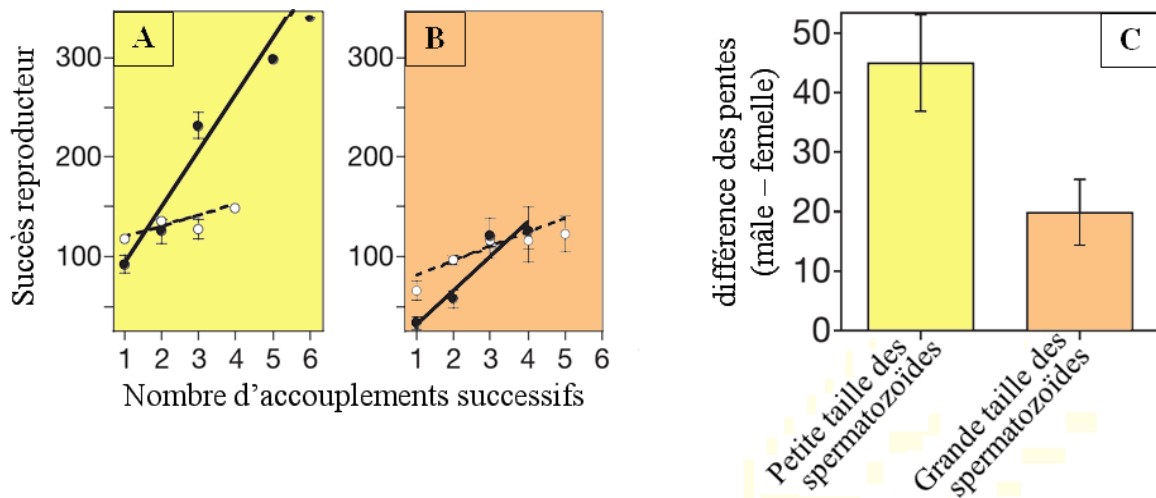 A
B
C
Succès reproducteur
300
200
100
300
200
100
1 2 3 4 5 6
1 2 3 4 5 6
Nombre d’accouplements successifs
différence des pentes
(mâle – femelle)
50
40
30
20
10
0
Petite taille des
spermatozoïdes
Grande taille des
spermatozoïdes